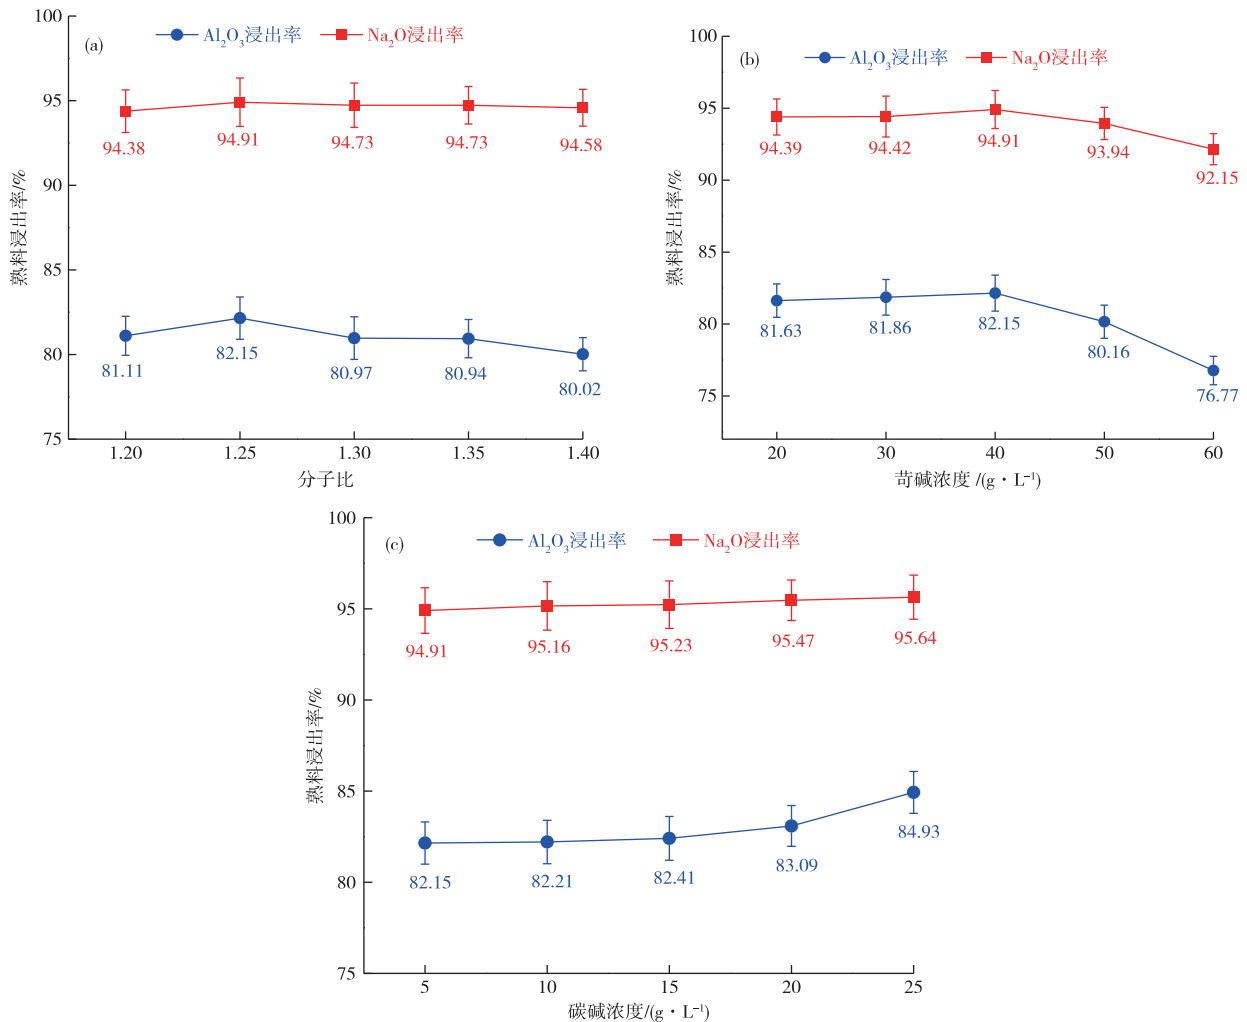 (a)
Al₂O₃浸出率 Na₂O浸出率
熟料浸出率/%
100
95
90
85
80
75
94.38 94.91 94.73 94.73 94.58
81.11 82.15 80.97 80.94 80.02
1.20 1.25 1.30 1.35 1.40
分子比
(b)
Al₂O₃浸出率 Na₂O浸出率
熟料浸出率/%
100
95
90
85
80
75
94.39 94.42 94.91 93.94 92.15
81.63 81.86 82.15 80.16 76.77
20 30 40 50 60
苛碱浓度 /(g·L⁻¹)
(c)
Al₂O₃浸出率 Na₂O浸出率
熟料浸出率/%
100
95
90
85
80
75
94.91 95.16 95.23 95.47 95.64
82.15 82.21 82.41 83.09 84.93
5 10 15 20 25
碳碱浓度/(g·L⁻¹)